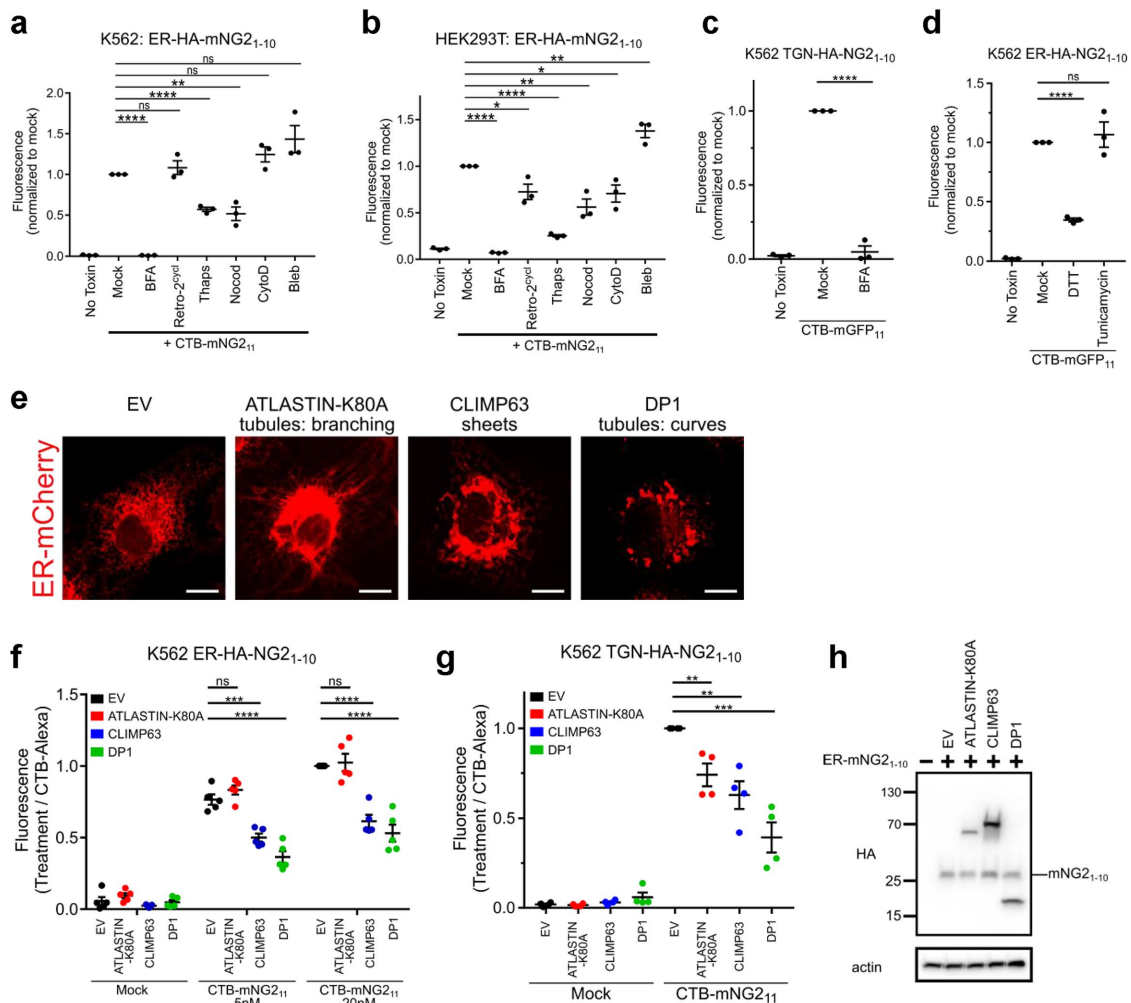 a
K562: ER-HA-mNG2₁₋₁₀
ns
ns
**
****
ns
****
Fluorescence
(normalized to mock)
2.0
1.5
1.0
0.5
0.0
No Toxin
Mock
BFA
Retro-2ᶜʸᶜˡ
Thaps
Nocod
CytoD
Bleb
+ CTB-mNG2₁₁
b
HEK293T: ER-HA-mNG2₁₋₁₀
**
*
**
****
*
****
Fluorescence
(normalized to mock)
1.5
1.0
0.5
0.0
No Toxin
Mock
BFA
Retro-2ᶜʸᶜˡ
Thaps
Nocod
CytoD
Bleb
+ CTB-mNG2₁₁
c
K562 TGN-HA-NG2₁₋₁₀
****
Fluorescence
(normalized to mock)
1.0
0.5
0.0
No Toxin
Mock
BFA
CTB-mGFP₁₁
d
K562 ER-HA-NG2₁₋₁₀
ns
****
Fluorescence
(normalized to mock)
1.5
1.0
0.5
0.0
No Toxin
Mock
DTT
Tunicamycin
CTB-mGFP₁₁
e
EV
ATLASTIN-K80A
tubules: branching
CLIMP63
sheets
DP1
tubules: curves
ER-mCherry
f
K562 ER-HA-NG2₁₋₁₀
EV
ATLASTIN-K80A
CLIMP63
DP1
ns
***
****
ns
****
****
Fluorescence
(Treatment / CTB-Alexa)
1.5
1.0
0.5
0.0
EV
ATLASTIN
-K80A
CLIMP63
DP1
EV
ATLASTIN
-K80A
CLIMP63
DP1
EV
ATLASTIN
-K80A
CLIMP63
DP1
Mock
CTB-mNG2₁₁
5nM
CTB-mNG2₁₁
20nM
g
K562 TGN-HA-NG2₁₋₁₀
EV
ATLASTIN-K80A
CLIMP63
DP1
**
**
***
Fluorescence
(Treatment / CTB-Alexa)
1.0
0.5
0.0
EV
ATLASTIN
-K80A
CLIMP63
DP1
EV
ATLASTIN
-K80A
CLIMP63
DP1
Mock
CTB-mNG2₁₁
h
EV
ATLASTIN-K80A
CLIMP63
DP1
ER-mNG2₁₋₁₀ − + + + +
130
70
HA
25
mNG2₁₋₁₀
15
actin